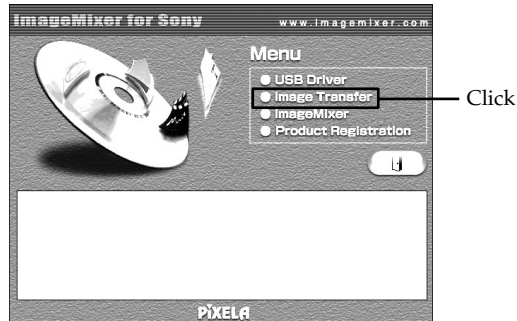 ImageMixer for Sony
www.imagemixer.com
Menu
USB Driver
Image Transfer
ImageMixer
Product Registration
Click
PIXELA